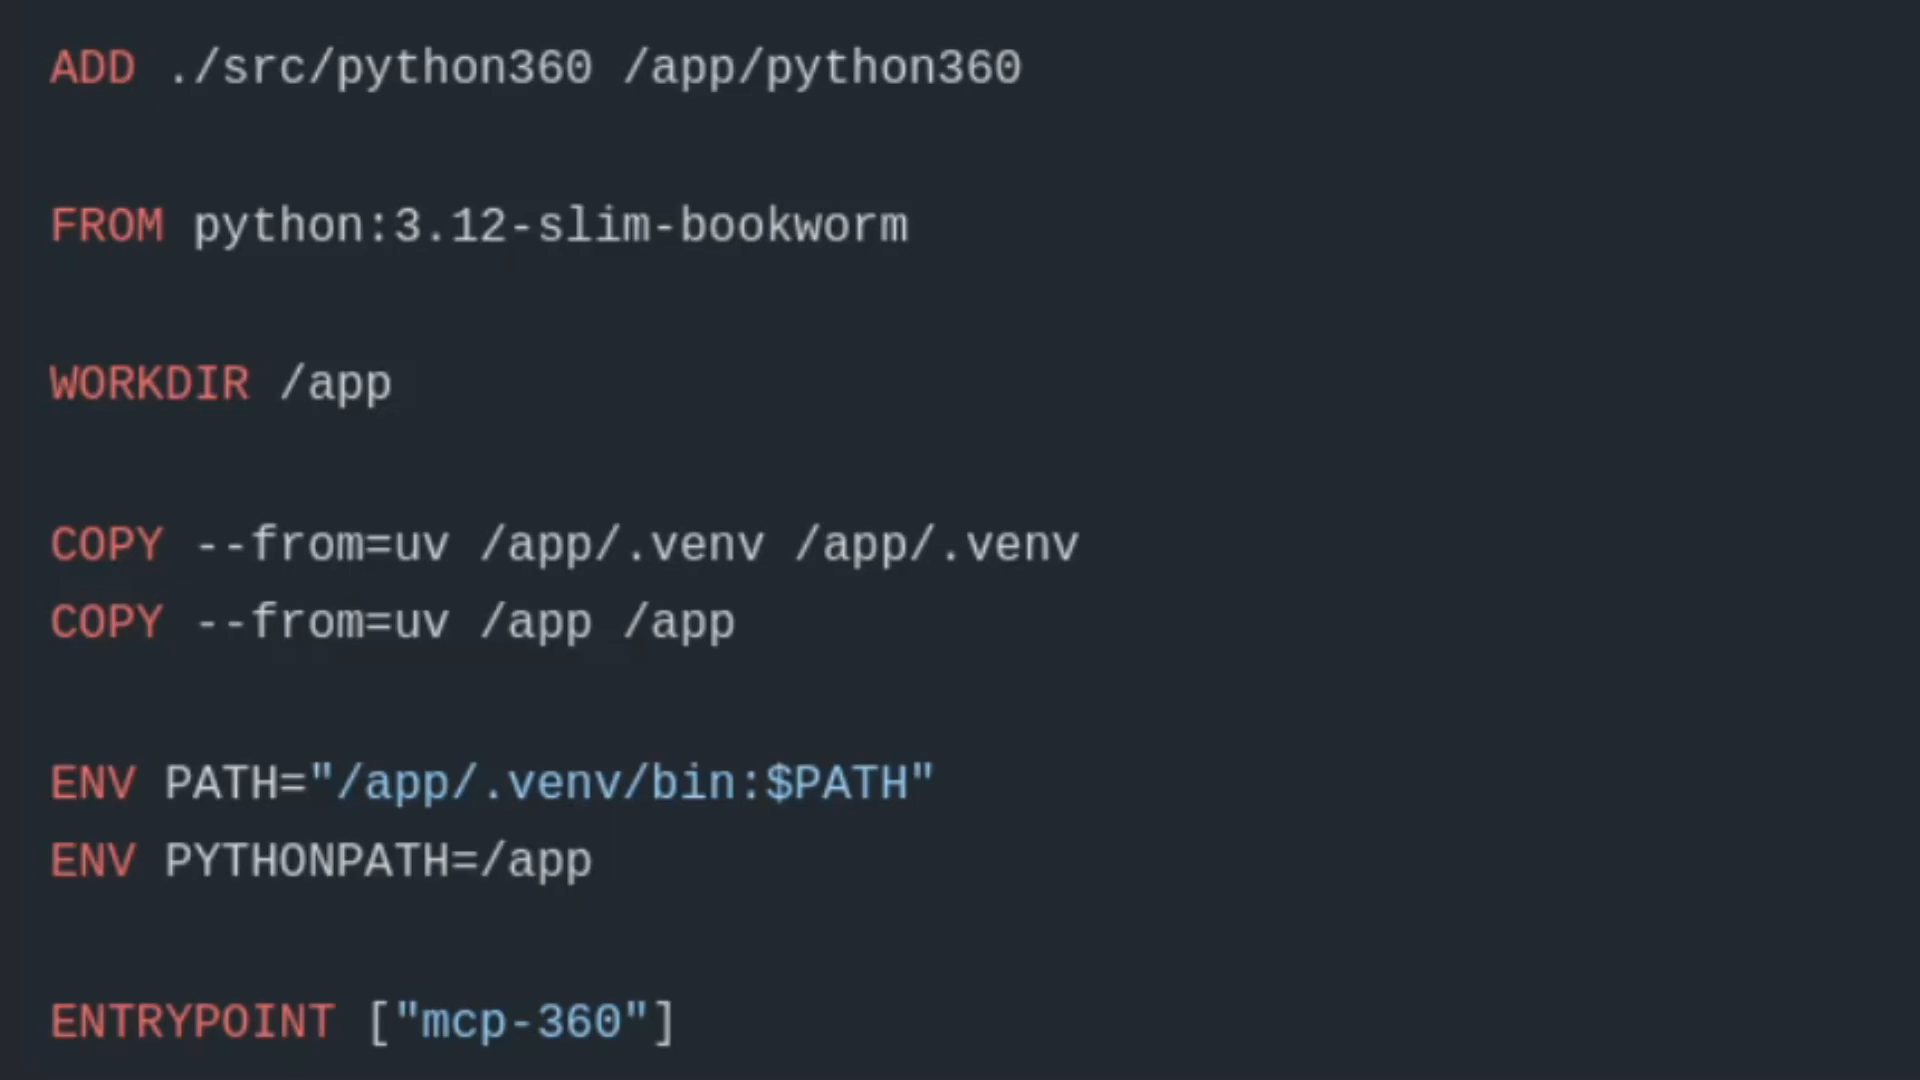 ADD ./src/python360 /app/python360
FROM python:3.12-slim-bookworm
WORKDIR /app
COPY --from=uv /app/.venv /app/.venv
COPY --from=uv /app /app
ENV PATH="/app/.venv/bin:$PATH"
ENV PYTHONPATH=/app
ENTRYPOINT ["mcp-360"]